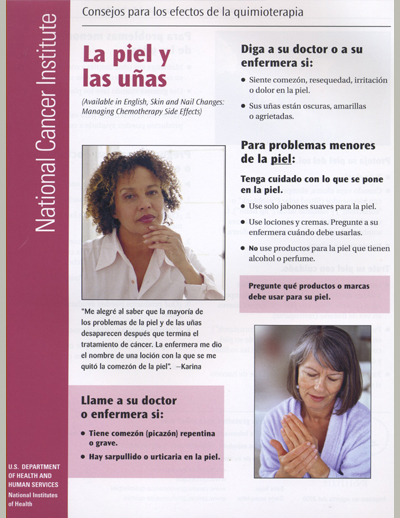 National Cancer Institute
U.S. DEPARTMENT
OF HEALTH AND
HUMAN SERVICES
National Institutes
of Health
Consejos para los efectos de la quimioterapia
La piel y
las uñas
(Available in English, Skin and Nail Changes:
Managing Chemotherapy Side Effects)
"Me alegré al saber que la mayoría de
los problemas de la piel y de las uñas
desaparecen después que termina el
tratamiento de cáncer. La enfermera me dio
el nombre de una loción con la que se me
quitó la comezón de la piel". —Karina
Llame a su doctor
o enfermera si:
• Tiene comezón (picazón) repentina
o grave.
• Hay sarpullido o urticaria en la piel.
Diga a su doctor o a su
enfermera si:
• Siente comezón, resequedad, irritación
o dolor en la piel.
• Sus uñas están oscuras, amarillas
o agrietadas.
Para problemas menores
de la piel:
Tenga cuidado con lo que se pone
en la piel.
• Use solo jabones suaves para la piel.
• Use lociones y cremas. Pregunte a su
enfermera cuándo debe usarlas.
• No use productos para la piel que tienen
alcohol o perfume.
Pregunte qué productos o marcas
debe usar para su piel.